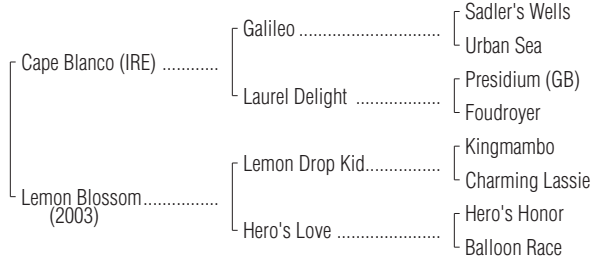 Sadler's Wells
Galileo ..............................
Urban Sea
Cape Blanco (IRE) ............
Presidium (GB)
Laurel Delight ..................
Foudroyer
Kingmambo
Lemon Drop Kid................
Charming Lassie
Lemon Blossom................
(2003)
Hero's Honor
Hero's Love ......................
Balloon Race